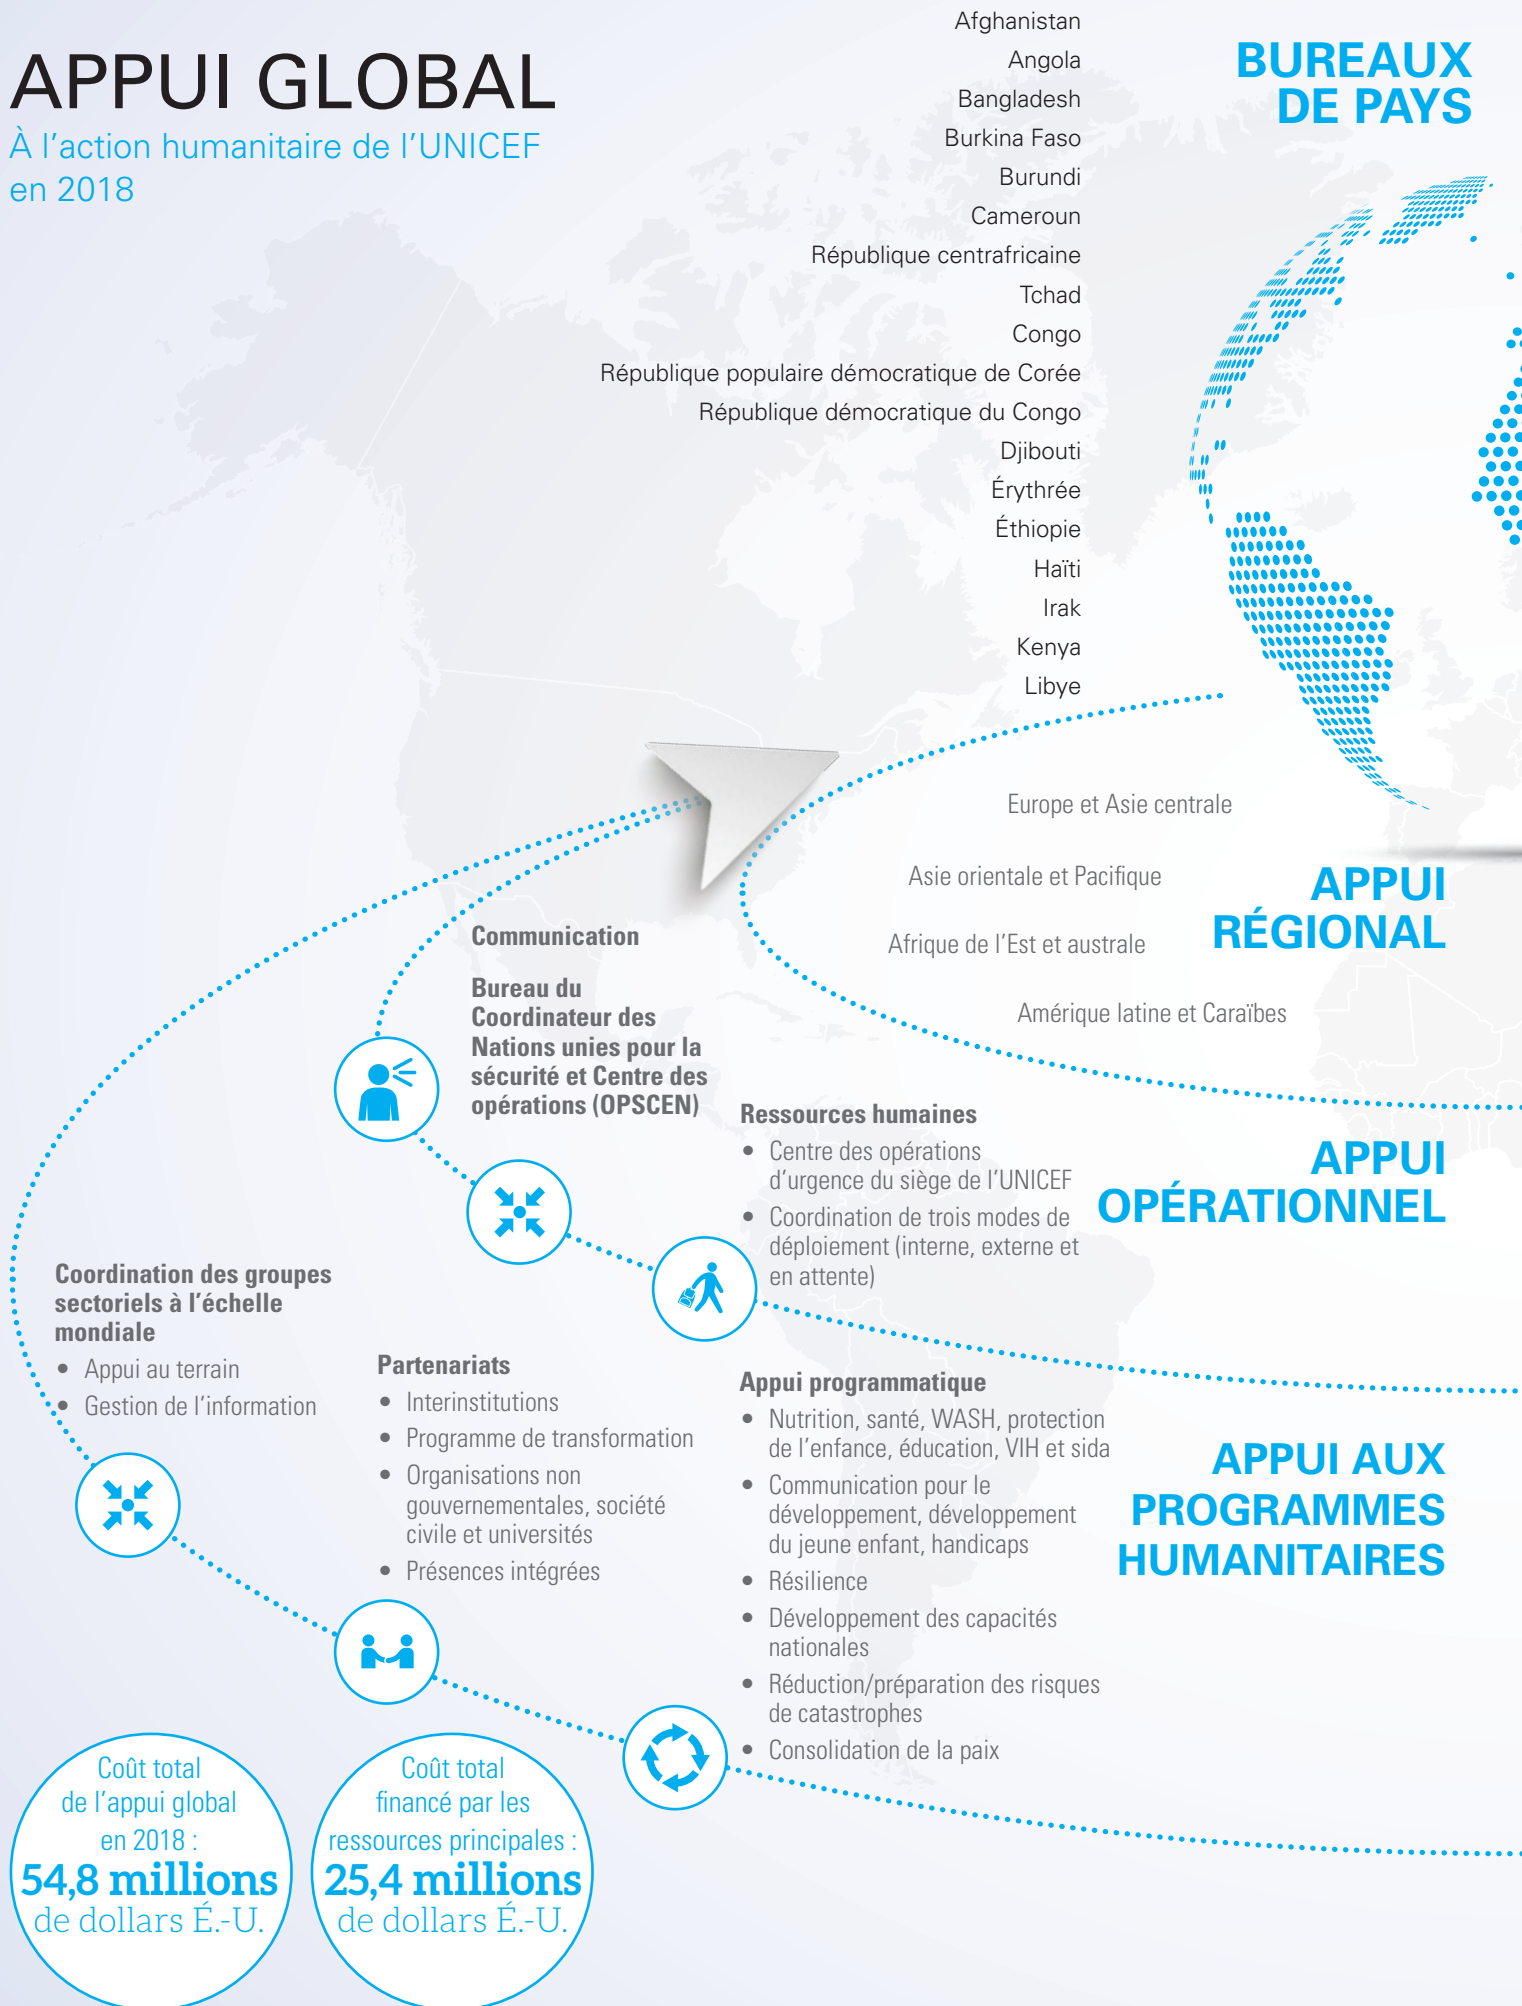 APPUI GLOBAL
À l'action humanitaire de l'UNICEF
en 2018
Afghanistan
Angola
Bangladesh
Burkina Faso
Burundi
Cameroun
République centrafricaine
Tchad
Congo
République populaire démocratique de Corée
République démocratique du Congo
Djibouti
Érythrée
Éthiopie
Haïti
Irak
Kenya
Libye
BUREAUX
DE PAYS
Europe et Asie centrale
Asie orientale et Pacifique
Afrique de l'Est et australe
Amérique latine et Caraïbes
APPUI
RÉGIONAL
Communication
Bureau du
Coordinateur des
Nations unies pour la
sécurité et Centre des
opérations (OPSCEN)
Ressources humaines
• Centre des opérations
d'urgence du siège de l'UNICEF
• Coordination de trois modes de
déploiement (interne, externe et
en attente)
APPUI
OPÉRATIONNEL
Coordination des groupes
sectoriels à l'échelle
mondiale
• Appui au terrain
• Gestion de l'information
Partenariats
• Interinstitutions
• Programme de transformation
• Organisations non
gouvernementales, société
civile et universités
• Présences intégrées
Appui programmatique
• Nutrition, santé, WASH, protection
de l'enfance, éducation, VIH et sida
• Communication pour le
développement, développement
du jeune enfant, handicaps
• Résilience
• Développement des capacités
nationales
• Réduction/préparation des risques
de catastrophes
• Consolidation de la paix
APPUI AUX
PROGRAMMES
HUMANITAIRES
Coût total
de l'appui global
en 2018 :
54,8 millions
de dollars É.-U.
Coût total
financé par les
ressources principales :
25,4 millions
de dollars É.-U.